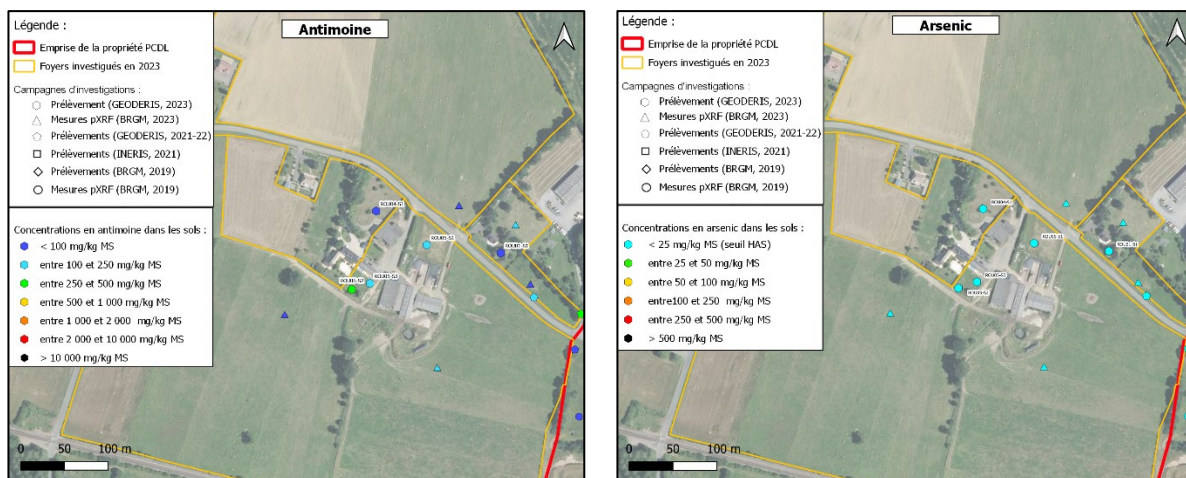 Légende :
Emprise de la propriété PCDL
Foyers investigués en 2023
Campagnes d'investigations :
Prélèvement (GEODERIS, 2023)
Mesures pXRF (BRGM, 2023)
Prélèvements (GEODERIS, 2021-22)
Prélèvements (INERIS, 2021)
Prélèvements (BRGM, 2019)
Mesures pXRF (BRGM, 2019)
Concentrations en antimoine dans les sols :
< 100 mg/kg MS
entre 100 et 250 mg/kg MS
entre 250 et 500 mg/kg MS
entre 500 et 1 000 mg/kg MS
entre 1 000 et 2 000 mg/kg MS
entre 2 000 et 10 000 mg/kg MS
> 10 000 mg/kg MS
Antimoine
0 50 100 m
Légende :
Emprise de la propriété PCDL
Foyers investigués en 2023
Campagnes d'investigations :
Prélèvement (GEODERIS, 2023)
Mesures pXRF (BRGM, 2023)
Prélèvements (GEODERIS, 2021-22)
Prélèvements (INERIS, 2021)
Prélèvements (BRGM, 2019)
Mesures pXRF (BRGM, 2019)
Concentrations en arsenic dans les sols :
< 25 mg/kg MS (seuil HAS)
entre 25 et 50 mg/kg MS
entre 50 et 100 mg/kg MS
entre100 et 250 mg/kg MS
entre 250 et 500 mg/kg MS
> 500 mg/kg MS
Arsenic
0 50 100 m